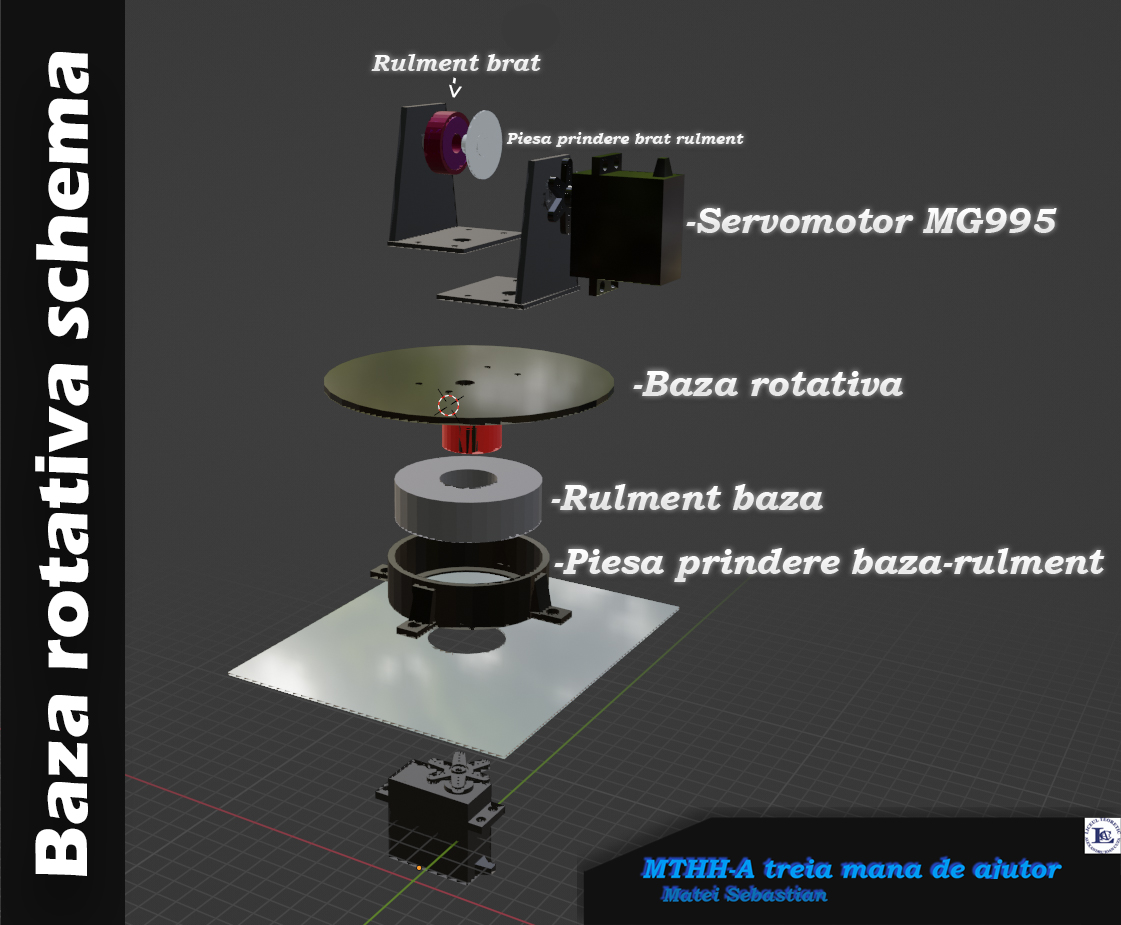 Baza rotativa schema
Rulment brat
Piesa prindere brat rulment
-Servomotor MG995
-Baza rotativa
-Rulment baza
-Piesa prindere baza-rulment
MTHH-A treia mana de ajutor
Matei Sebastian